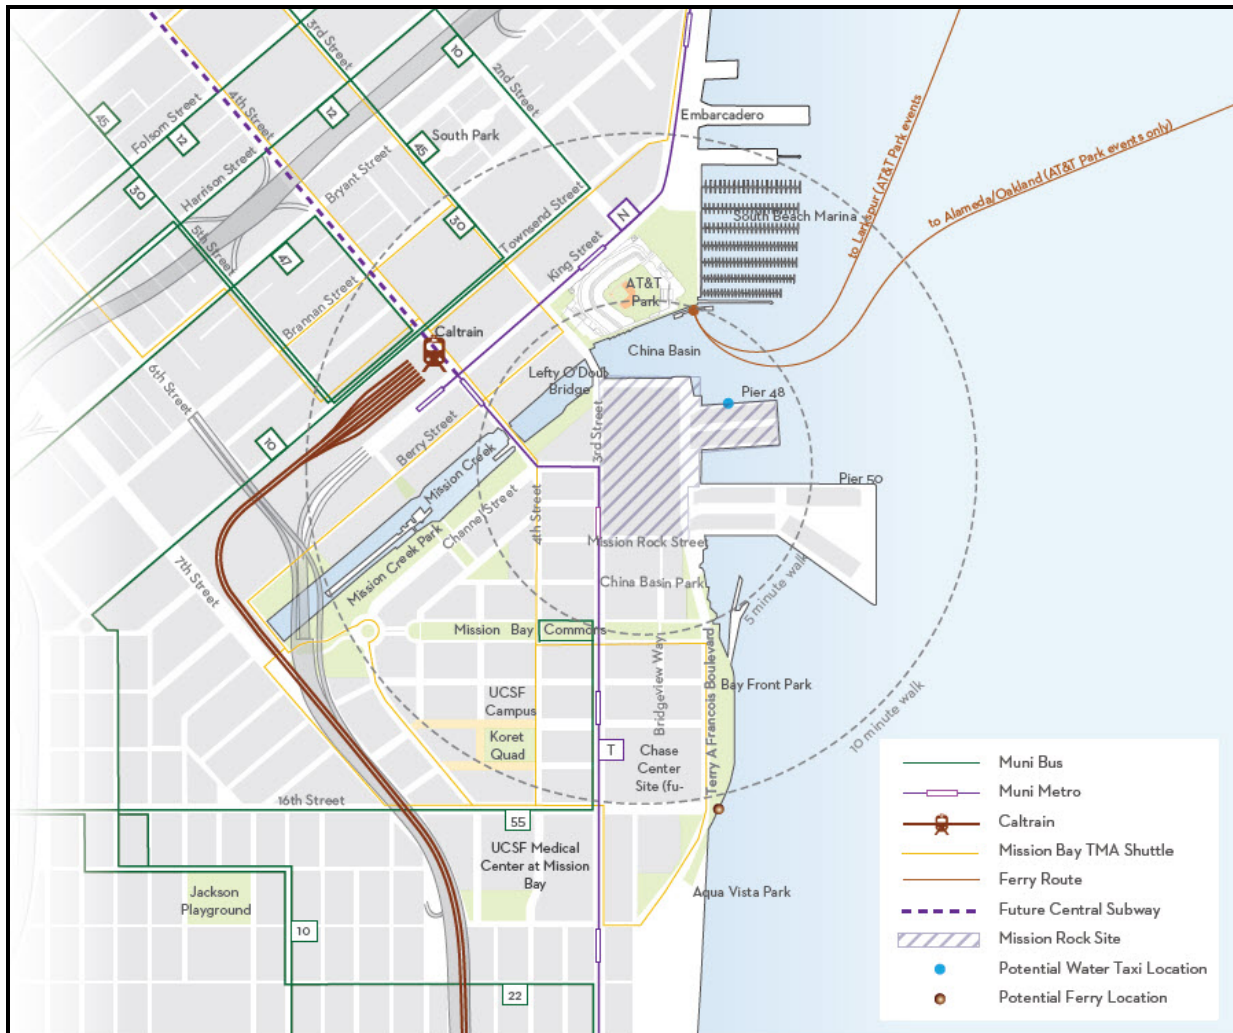 3rd Street
10
2nd Street
4th Street
45
Folsom Street
12
12
South Park
45
Embarcadero
Harrison Street
Bryant Street
30
30
Townsend Street
N
5th Street
47
King Street
South Beach Marina
to Larkspur (AT&T Park events
to Alameda/Oakland (AT&T Park events only)
AT&T
Park
Brannan Street
Caltrain
China Basin
Lefty O'Doul
Bridge
Pier 48
6th Street
10
Berry Street
3rd Street
Mission Creek
Pier 50
Channel Street
4th Street
Mission Rock Street
Mission Creek Park
7th Street
China Basin Park
5 minute walk
Mission Bay Commons
Bridgeview Way
Terry A Francois Boulevard
Bay Front Park
10 minute walk
UCSF
Campus
Koret
Quad
T
Chase
Center
Site (fu-
16th Street
55
UCSF Medical
Center at Mission
Bay
Jackson
Playground
Aqua Vista Park
10
22
Muni Bus
Muni Metro
Caltrain
Mission Bay TMA Shuttle
Ferry Route
Future Central Subway
Mission Rock Site
Potential Water Taxi Location
Potential Ferry Location